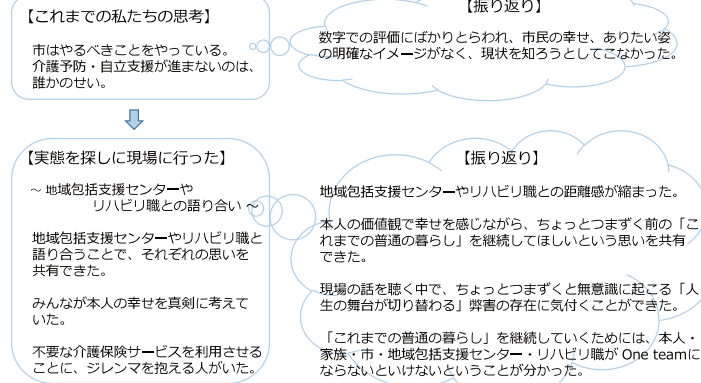 【これまでの私たちの思考】
市はやるべきことをやっている。
介護予防・自立支援が進まないのは、
誰かのせい。
【振り返り】
数字での評価にばかりとらわれ、市民の幸せ、ありたい姿
の明確なイメージがなく、現状を知ろうとしてこなかった。
【実態を探しに現場に行った】
～ 地域包括支援センターや
リハビリ職との語り合い ～
地域包括支援センターやリハビリ職と
語り合うことで、それぞれの思いを
共有できた。
みんなが本人の幸せを真剣に考えて
いた。
不要な介護保険サービスを利用させる
ことに、ジレンマを抱える人がいた。
【振り返り】
地域包括支援センターやリハビリ職との距離感が縮まった。
本人の価値観で幸せを感じながら、ちょっとつまずく前の「こ
れまでの普通の暮らし」を継続してほしいという思いを共有
できた。
現場の話を聴く中で、ちょっとつまずくと無意識に起こる「人
生の舞台が切り替わる」弊害の存在に気付くことができた。
「これまでの普通の暮らし」を継続していくためには、本人・
家族・市・地域包括支援センター・リハビリ職が One teamに
ならないといけないということが分かった。